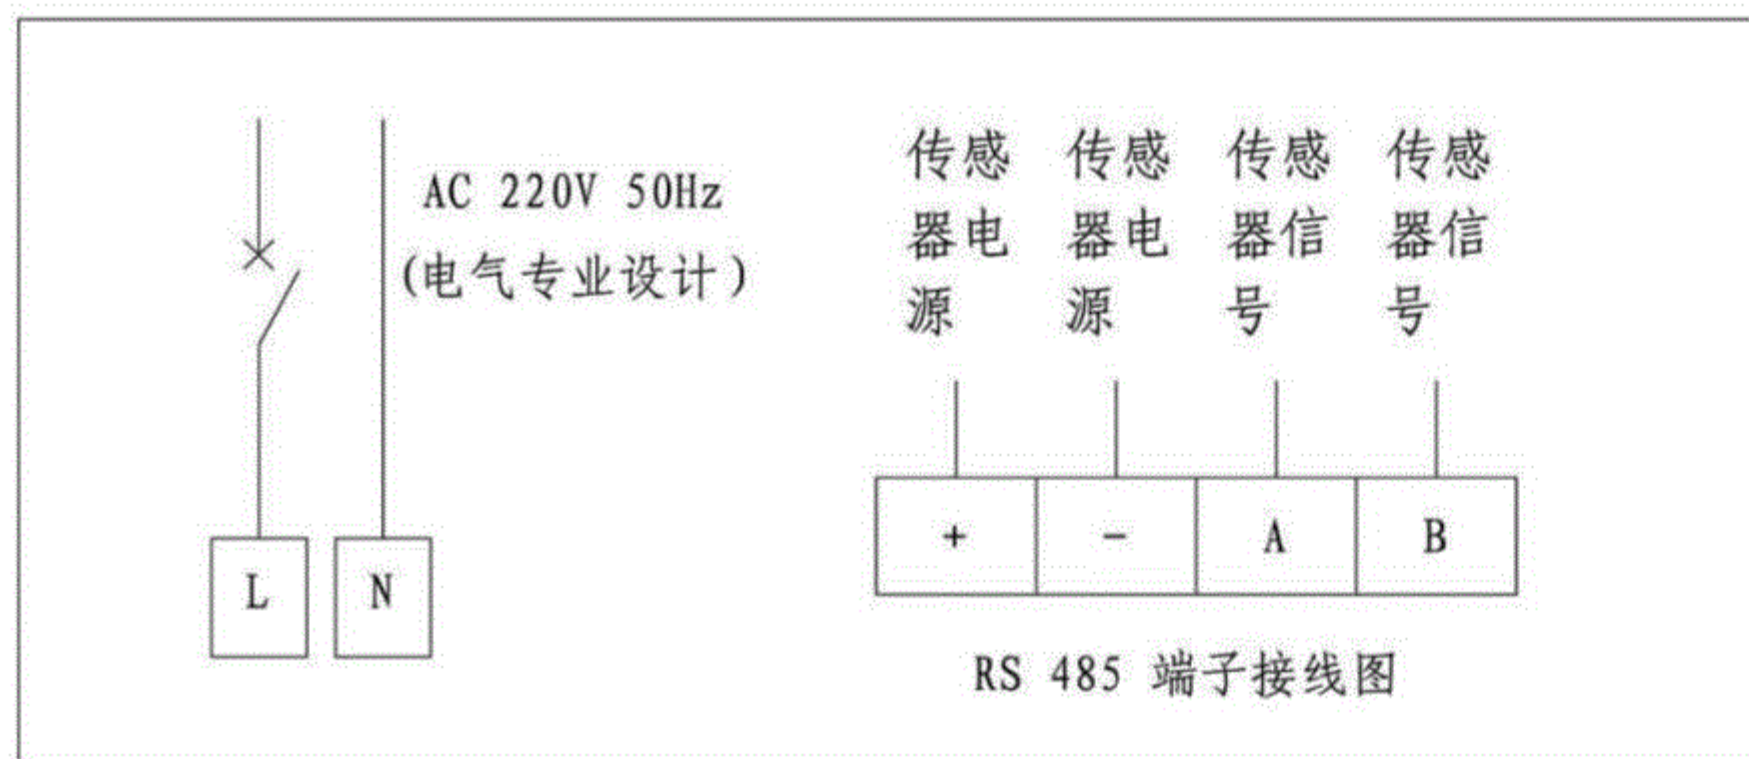 AC 220V 50Hz
(电气专业设计)
L
N
传感
器电
源
传感
器电
源
传感
器信
号
传感
器信
号
+
-
A
B
RS 485 端子接线图